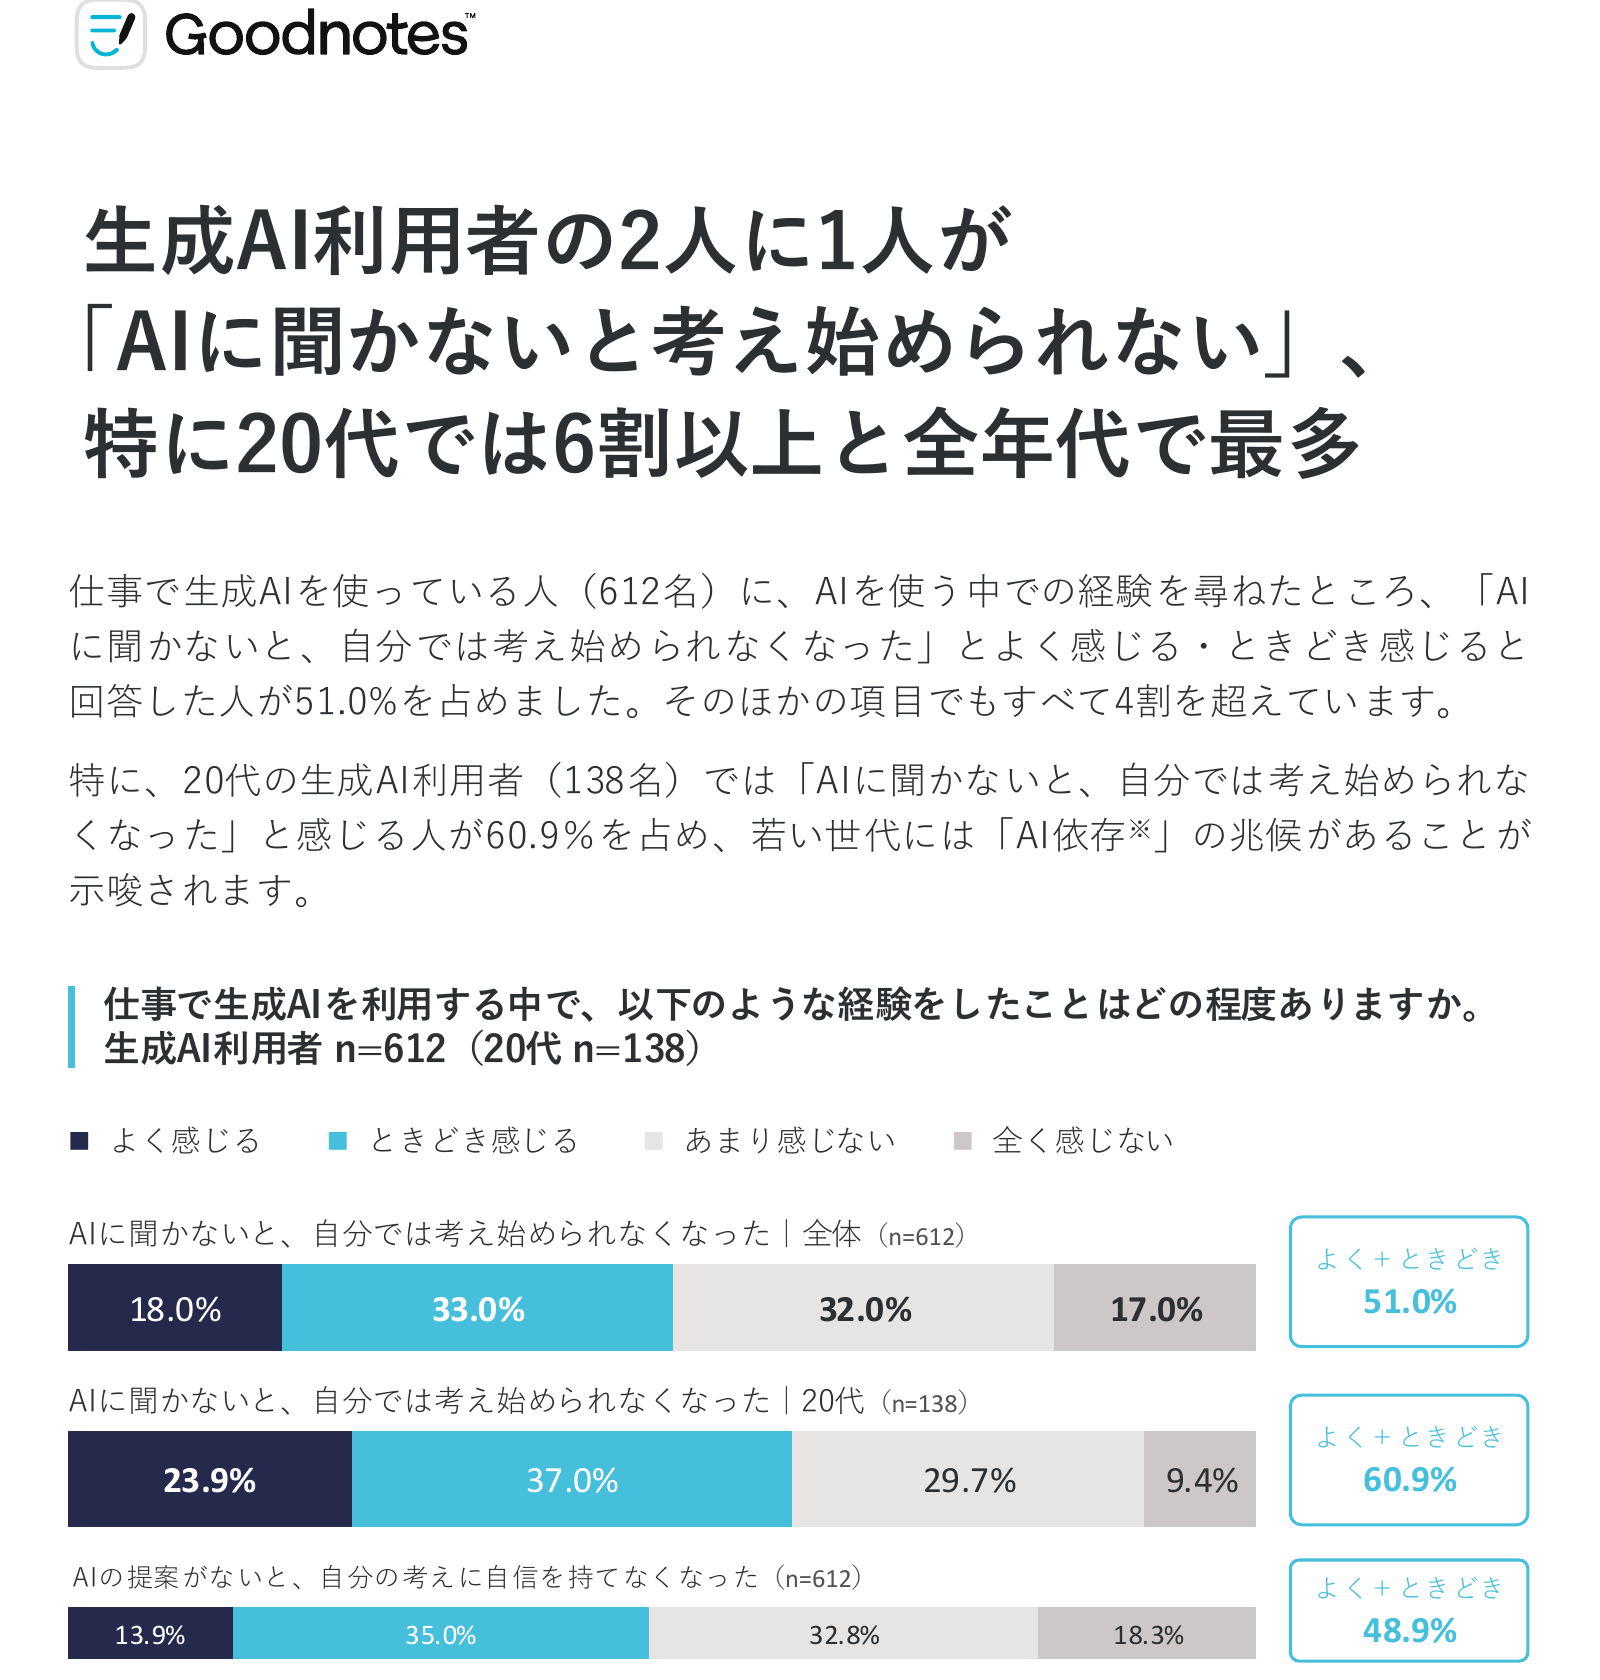 Goodnotes™
生成AI利用者の2人に1人が
「AIに聞かないと考え始められない」、
特に20代では6割以上と全年代で最多
仕事で生成AIを使っている人（612名）に、AIを使う中での経験を尋ねたところ、「AI
に聞かないと、自分では考え始められなくなった」とよく感じる・ときどき感じると
回答した人が51.0%を占めました。そのほかの項目でもすべて4割を超えています。
特に、20代の生成AI利用者（138名）では「AIに聞かないと、自分では考え始められな
くなった」と感じる人が60.9％を占め、若い世代には「AI依存※」の兆候があることが
示唆されます。
仕事で生成AIを利用する中で、以下のような経験をしたことはどの程度ありますか。
生成AI利用者 n=612（20代 n=138）
よく感じる ときどき感じる あまり感じない 全く感じない
AIに聞かないと、自分では考え始められなくなった｜全体（n=612）
18.0% 33.0% 32.0% 17.0%
よく＋ときどき
51.0%
AIに聞かないと、自分では考え始められなくなった｜20代（n=138）
23.9% 37.0% 29.7% 9.4%
よく＋ときどき
60.9%
AIの提案がないと、自分の考えに自信を持てなくなった（n=612）
13.9% 35.0% 32.8% 18.3%
よく＋ときどき
48.9%